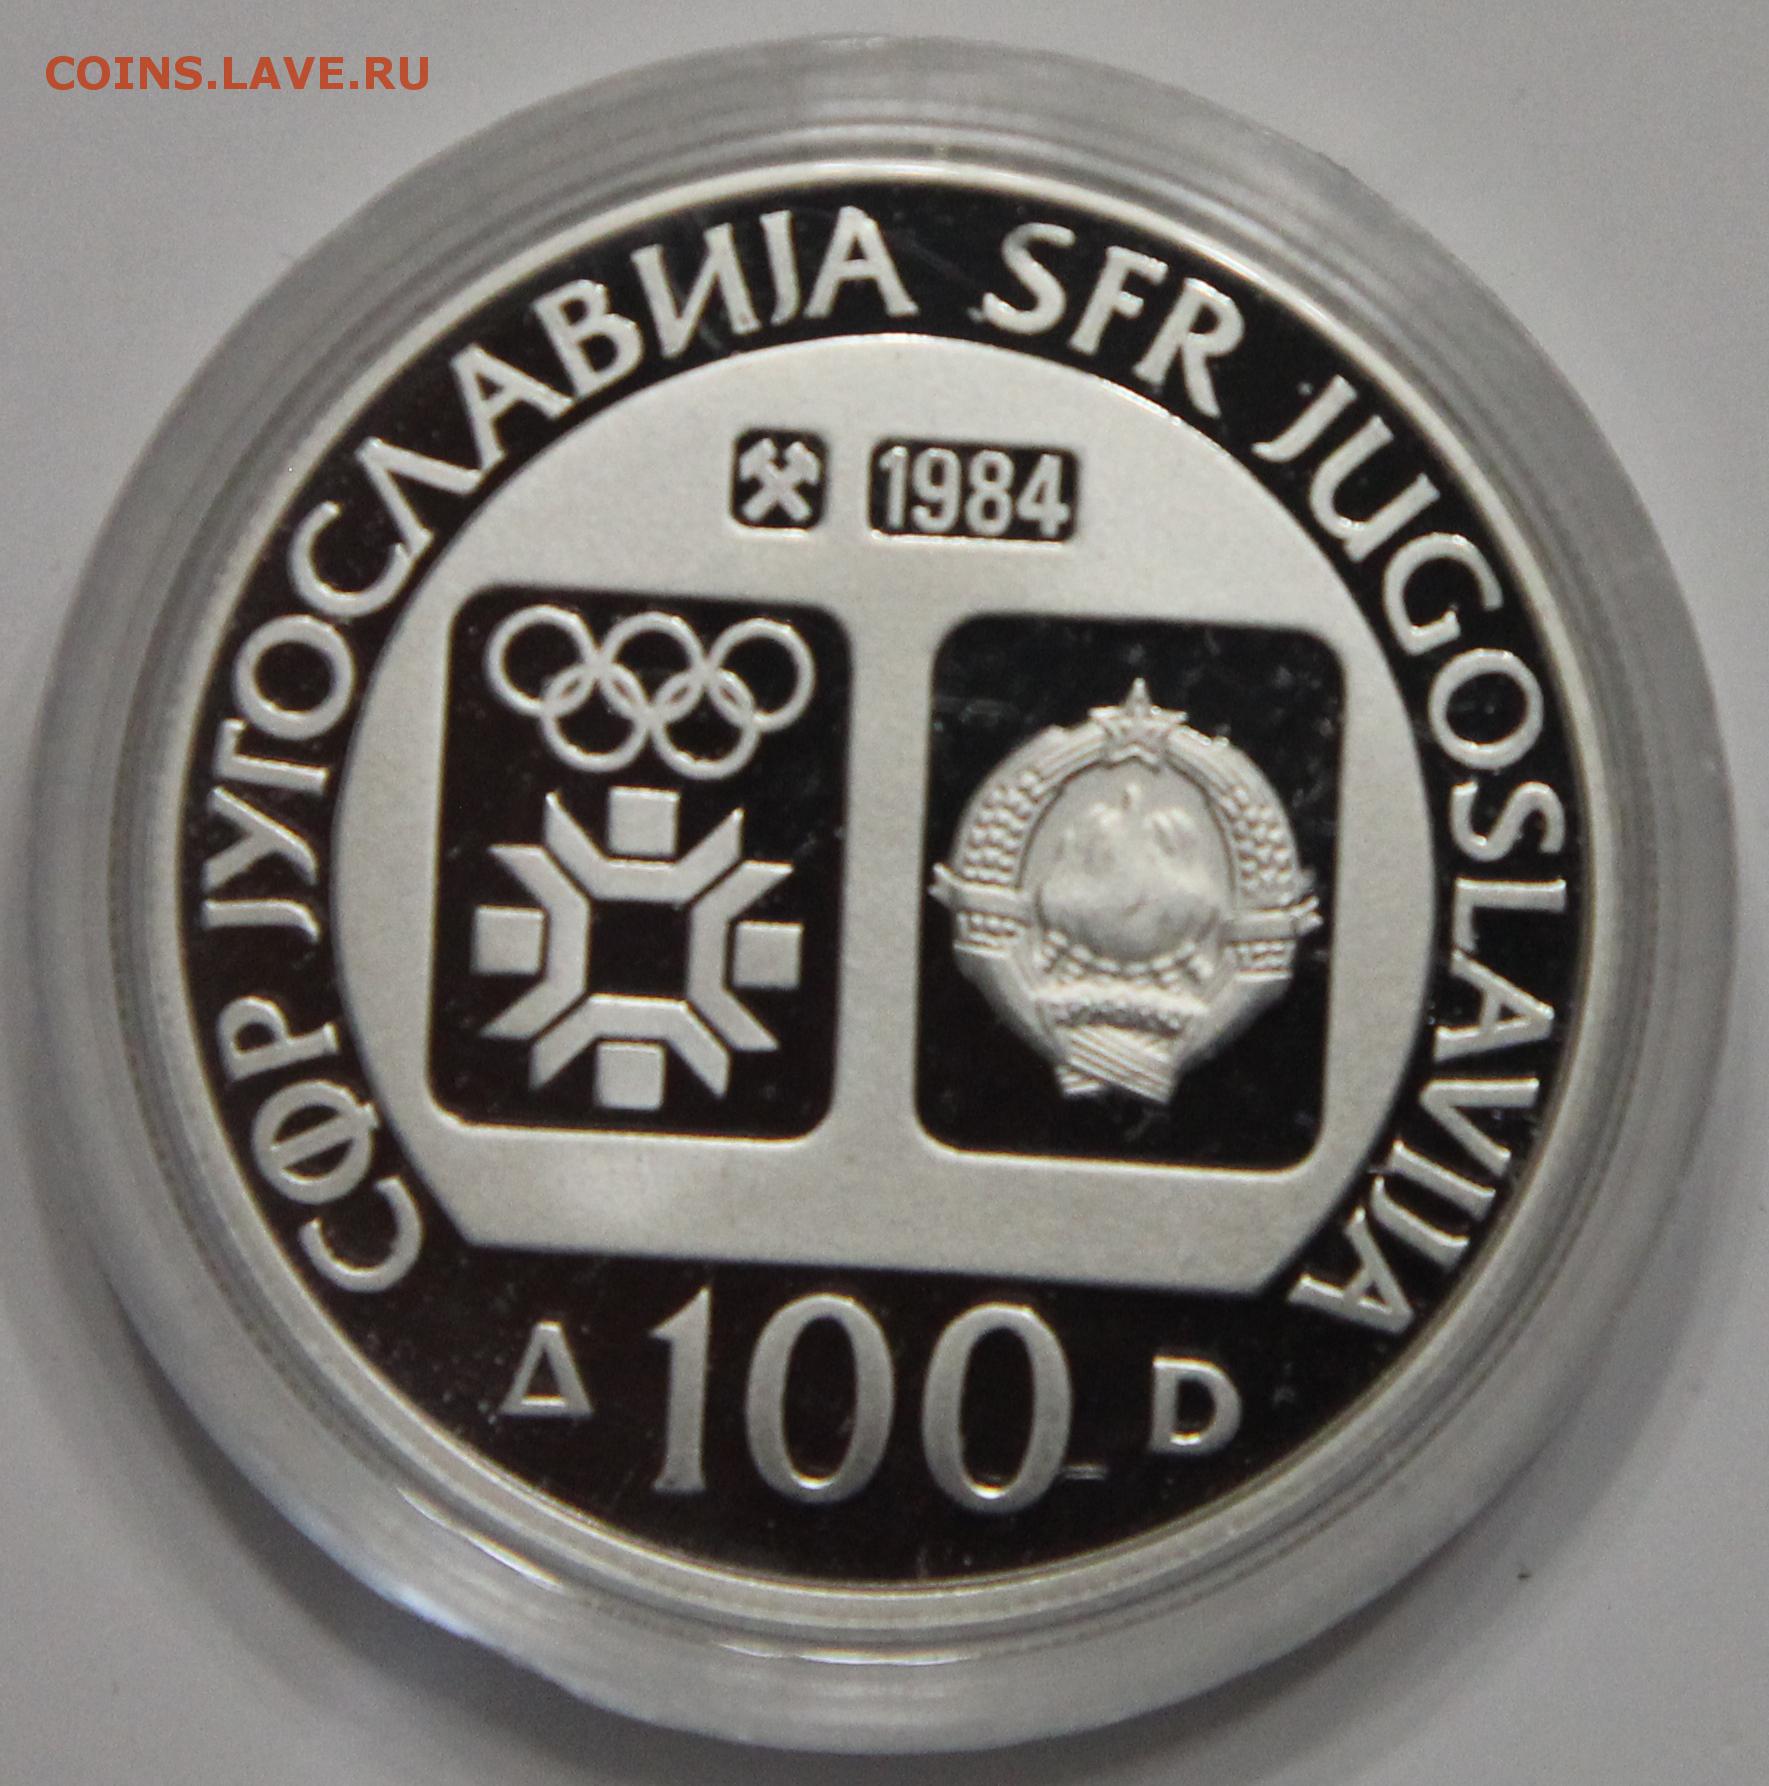 COINS.LAVE.RU
СФР ЈУГОСЛАВИЈА SFR JUGOSLAVIJA
1984
Δ 100 D